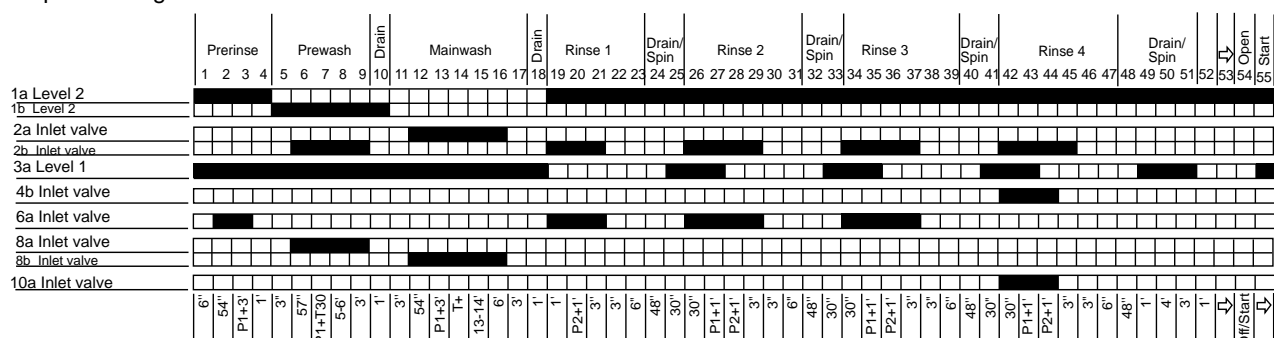 Prerinse Prewash Drain Mainwash Drain Rinse 1 Drain/ Spin Rinse 2 Drain/ Spin Rinse 3 Drain/ Spin Rinse 4 Drain/ Spin ⇨ Open Start
1 2 3 4 5 6 7 8 9 10 11 12 13 14 15 16 17 18 19 20 21 22 23 24 25 26 27 28 29 30 31 32 33 34 35 36 37 38 39 40 41 42 43 44 45 46 47 48 49 50 51 52 53 54 55
1a Level 2
1b Level 2
2a Inlet valve
2b Inlet valve
3a Level 1
4b Inlet valve
6a Inlet valve
8a Inlet valve
8b Inlet valve
10a Inlet valve
6" 54" P1+3' 1' 3" 57" P1+T30 5-6' 3' 1 3' 54" P1+3' T+ 13-14' 6' 3' 1' 1' P2+1' 3" 3" 6" 48' 30" 30" P1+1' P2+1' 3" 3" 6" 48" 30" 30" P1+1' P2+1' 3" 3" 6" 48" 30" 30" P1+1' P2+1' 3" 3" 6" 48" 1' 4' 3' 1' ⇨ ff/Start ⇨